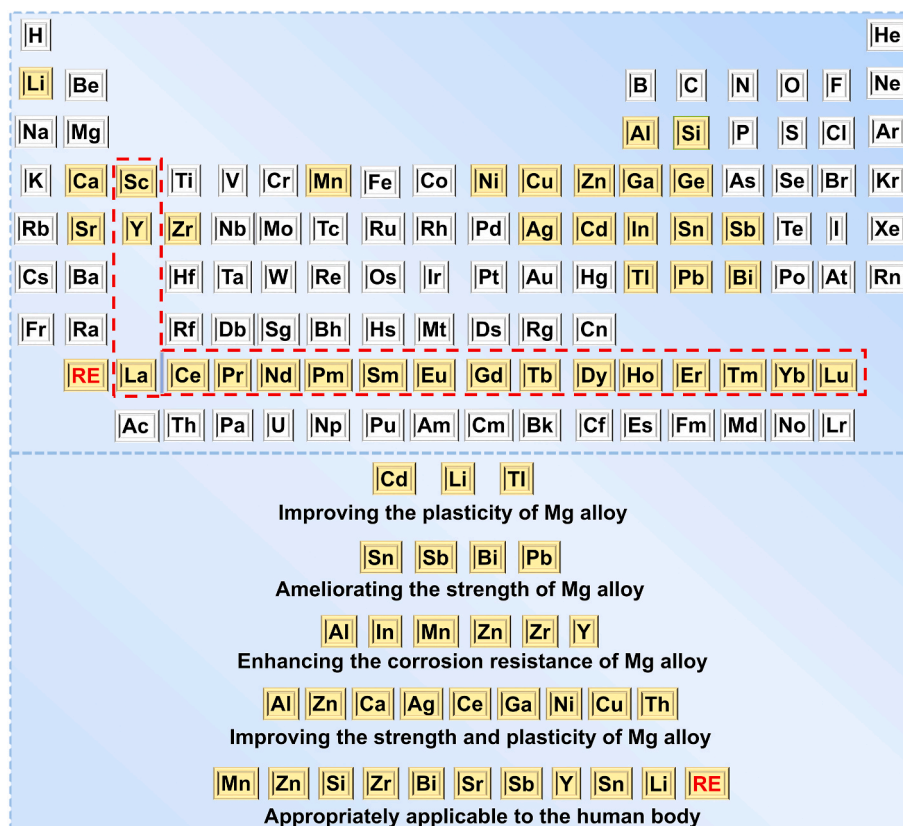 H He
Li Be B C N O F Ne
Na Mg Al Si P S Cl Ar
K Ca Sc Ti V Cr Mn Fe Co Ni Cu Zn Ga Ge As Se Br Kr
Rb Sr Y Zr Nb Mo Tc Ru Rh Pd Ag Cd In Sn Sb Te I Xe
Cs Ba Hf Ta W Re Os Ir Pt Au Hg Tl Pb Bi Po At Rn
Fr Ra Rf Db Sg Bh Hs Mt Ds Rg Cn
RE La Ce Pr Nd Pm Sm Eu Gd Tb Dy Ho Er Tm Yb Lu
Ac Th Pa U Np Pu Am Cm Bk Cf Es Fm Md No Lr
Cd Li Tl
Improving the plasticity of Mg alloy
Sn Sb Bi Pb
Ameliorating the strength of Mg alloy
Al In Mn Zn Zr Y
Enhancing the corrosion resistance of Mg alloy
Al Zn Ca Ag Ce Ga Ni Cu Th
Improving the strength and plasticity of Mg alloy
Mn Zn Si Zr Bi Sr Sb Y Sn Li RE
Appropriately applicable to the human body